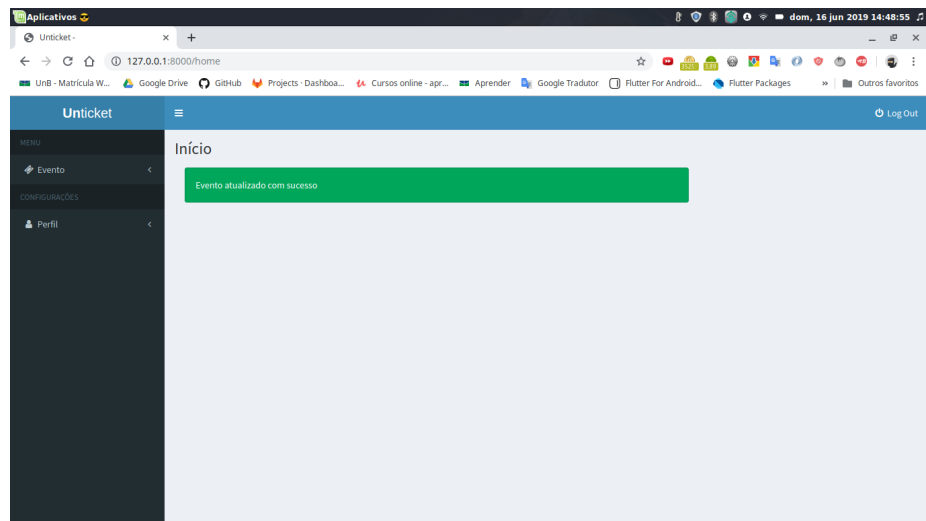 Aplicativos
dom, 16 jun 2019 14:48:55
Unticket -
127.0.0.1:8000/home
UnB - Matrícula W...
Google Drive
GitHub
Projects · Dashboa...
Cursos online - apr...
Aprender
Google Tradutor
Flutter For Android...
Flutter Packages
»
Outros favoritos
Unticket
Log Out
MENU
Início
Evento
Evento atualizado com sucesso
CONFIGURAÇÕES
Perfil